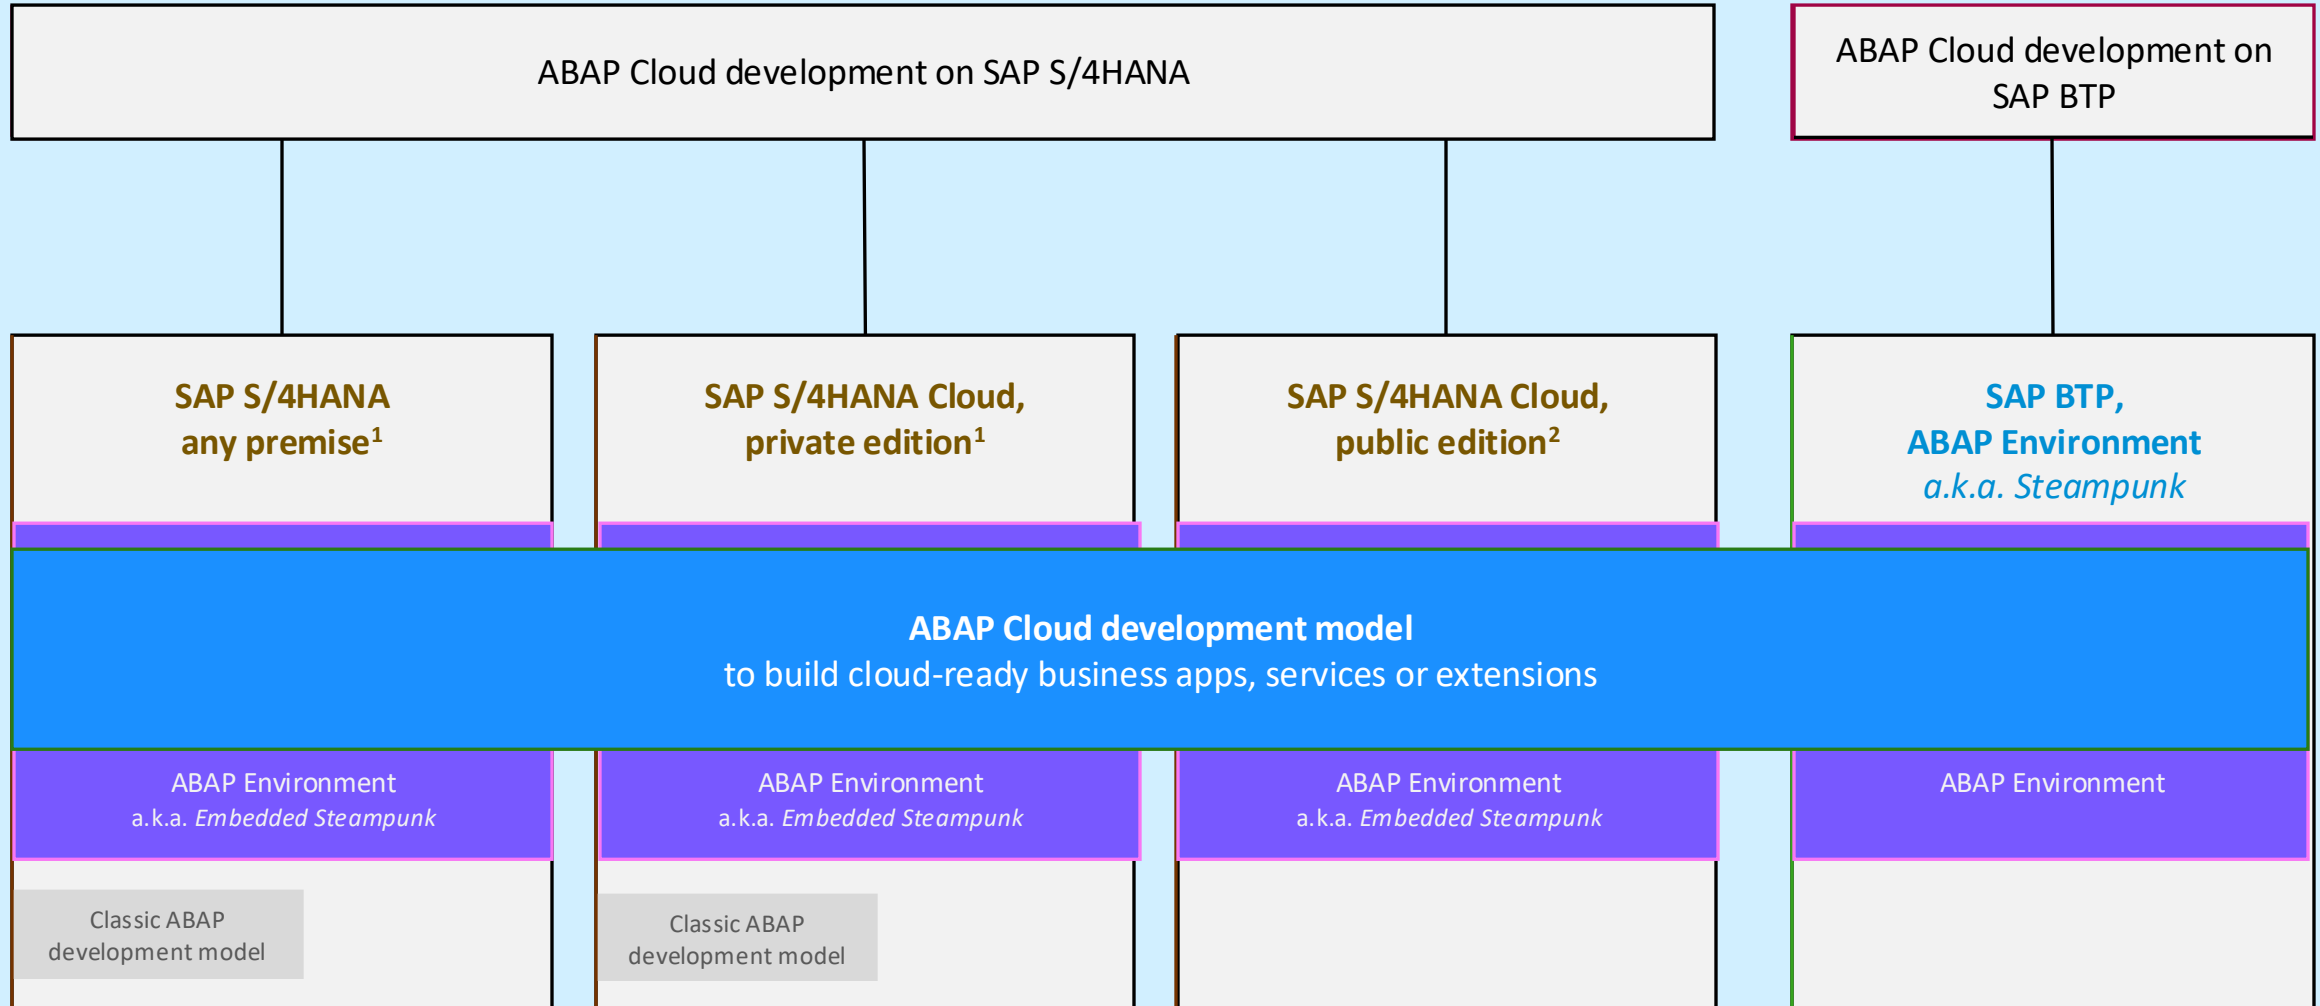 ABAP Cloud development on SAP S/4HANA
ABAP Cloud development on
SAP BTP
SAP S/4HANA
any premise¹
SAP S/4HANA Cloud,
private edition¹
SAP S/4HANA Cloud,
public edition²
SAP BTP,
ABAP Environment
a.k.a. Steampunk
ABAP Cloud development model
to build cloud-ready business apps, services or extensions
ABAP Environment
a.k.a. Embedded Steampunk
ABAP Environment
a.k.a. Embedded Steampunk
ABAP Environment
a.k.a. Embedded Steampunk
ABAP Environment
Classic ABAP
development model
Classic ABAP
development model